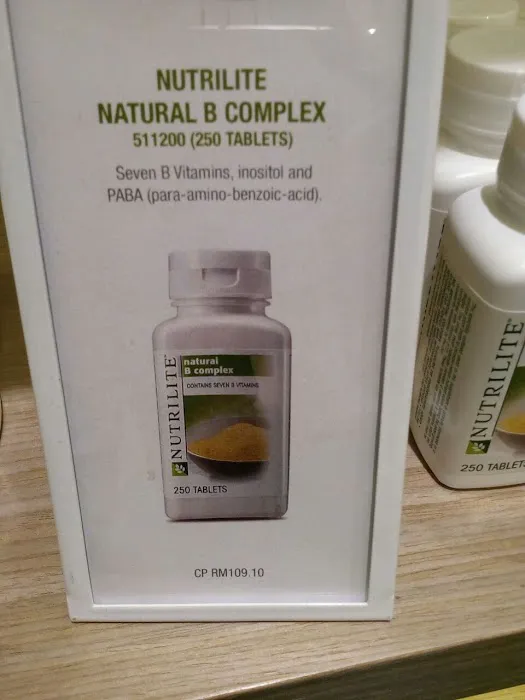 NUTRILITE
NATURAL B COMPLEX
511200 (250 TABLETS)
Seven B Vitamins, inositol and
PABA (para-amino-benzoic-acid).
NUTRILITE
natural
B complex
CONTAINS SEVEN B VITAMINS
250 TABLETS
CP RM109.10
NUTRILITE
250 TABLET